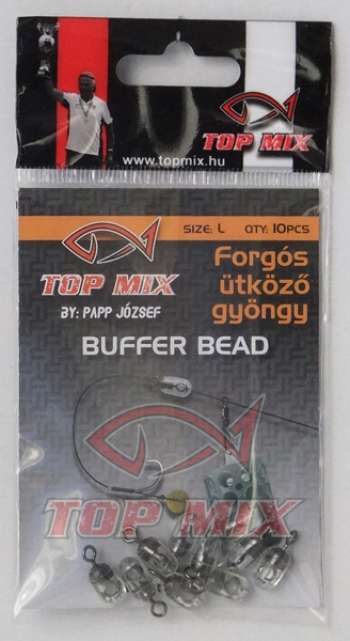 TOP MIX
www.topmix.hu
SIZE: L QTY: 10PCS
TOP MIX
BY: PAPP JÓZSEF
Forgós
ütköző
gyöngy
BUFFER BEAD
TOP MIX